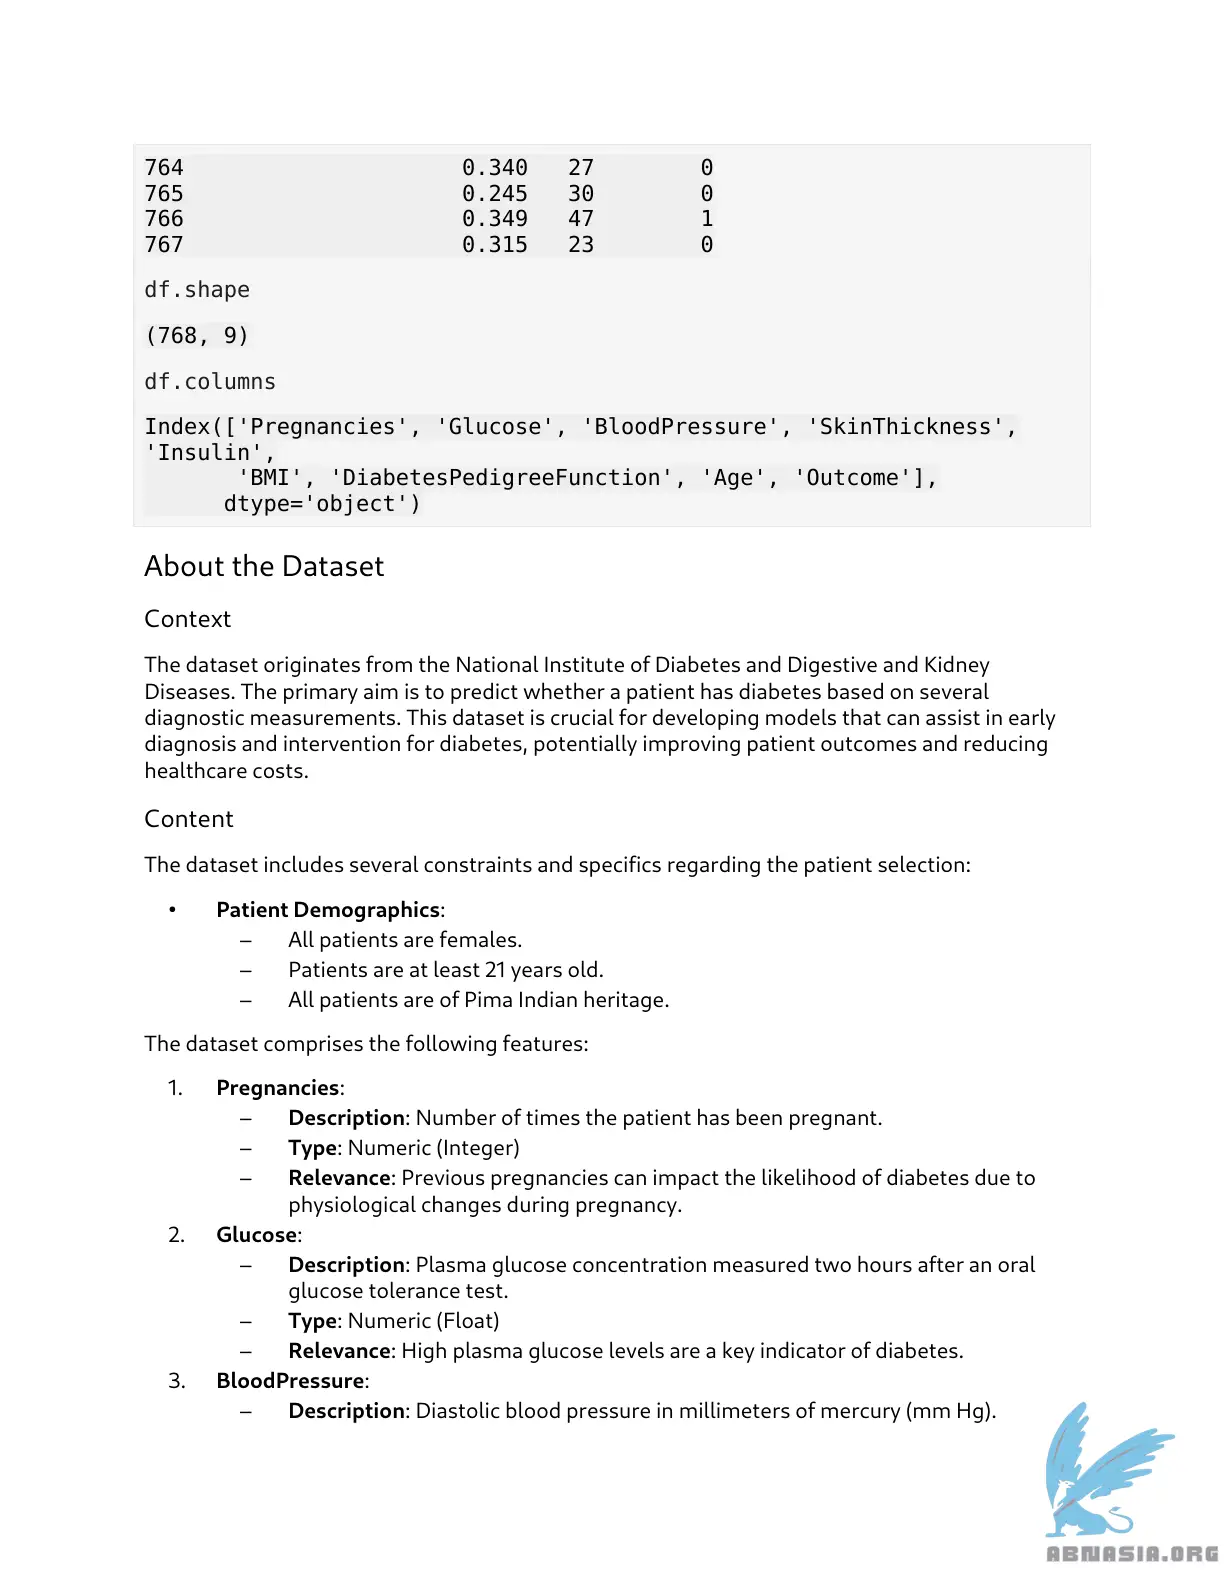 764                     0.340   27        0
765                     0.245   30        0
766                     0.349   47        1
767                     0.315   23        0
df.shape
(768, 9)
df.columns
Index(['Pregnancies', 'Glucose', 'BloodPressure', 'SkinThickness',
'Insulin',
       'BMI', 'DiabetesPedigreeFunction', 'Age', 'Outcome'],
      dtype='object')
About the Dataset
Context
The dataset originates from the National Institute of Diabetes and Digestive and Kidney
Diseases. The primary aim is to predict whether a patient has diabetes based on several
diagnostic measurements. This dataset is crucial for developing models that can assist in early
diagnosis and intervention for diabetes, potentially improving patient outcomes and reducing
healthcare costs.
Content
The dataset includes several constraints and specifics regarding the patient selection:
• Patient Demographics:
– All patients are females.
– Patients are at least 21 years old.
– All patients are of Pima Indian heritage.
The dataset comprises the following features:
1. Pregnancies:
– Description: Number of times the patient has been pregnant.
– Type: Numeric (Integer)
– Relevance: Previous pregnancies can impact the likelihood of diabetes due to
physiological changes during pregnancy.
2. Glucose:
– Description: Plasma glucose concentration measured two hours after an oral
glucose tolerance test.
– Type: Numeric (Float)
– Relevance: High plasma glucose levels are a key indicator of diabetes.
3. BloodPressure:
– Description: Diastolic blood pressure in millimeters of mercury (mm Hg).
ABNASIA.ORG